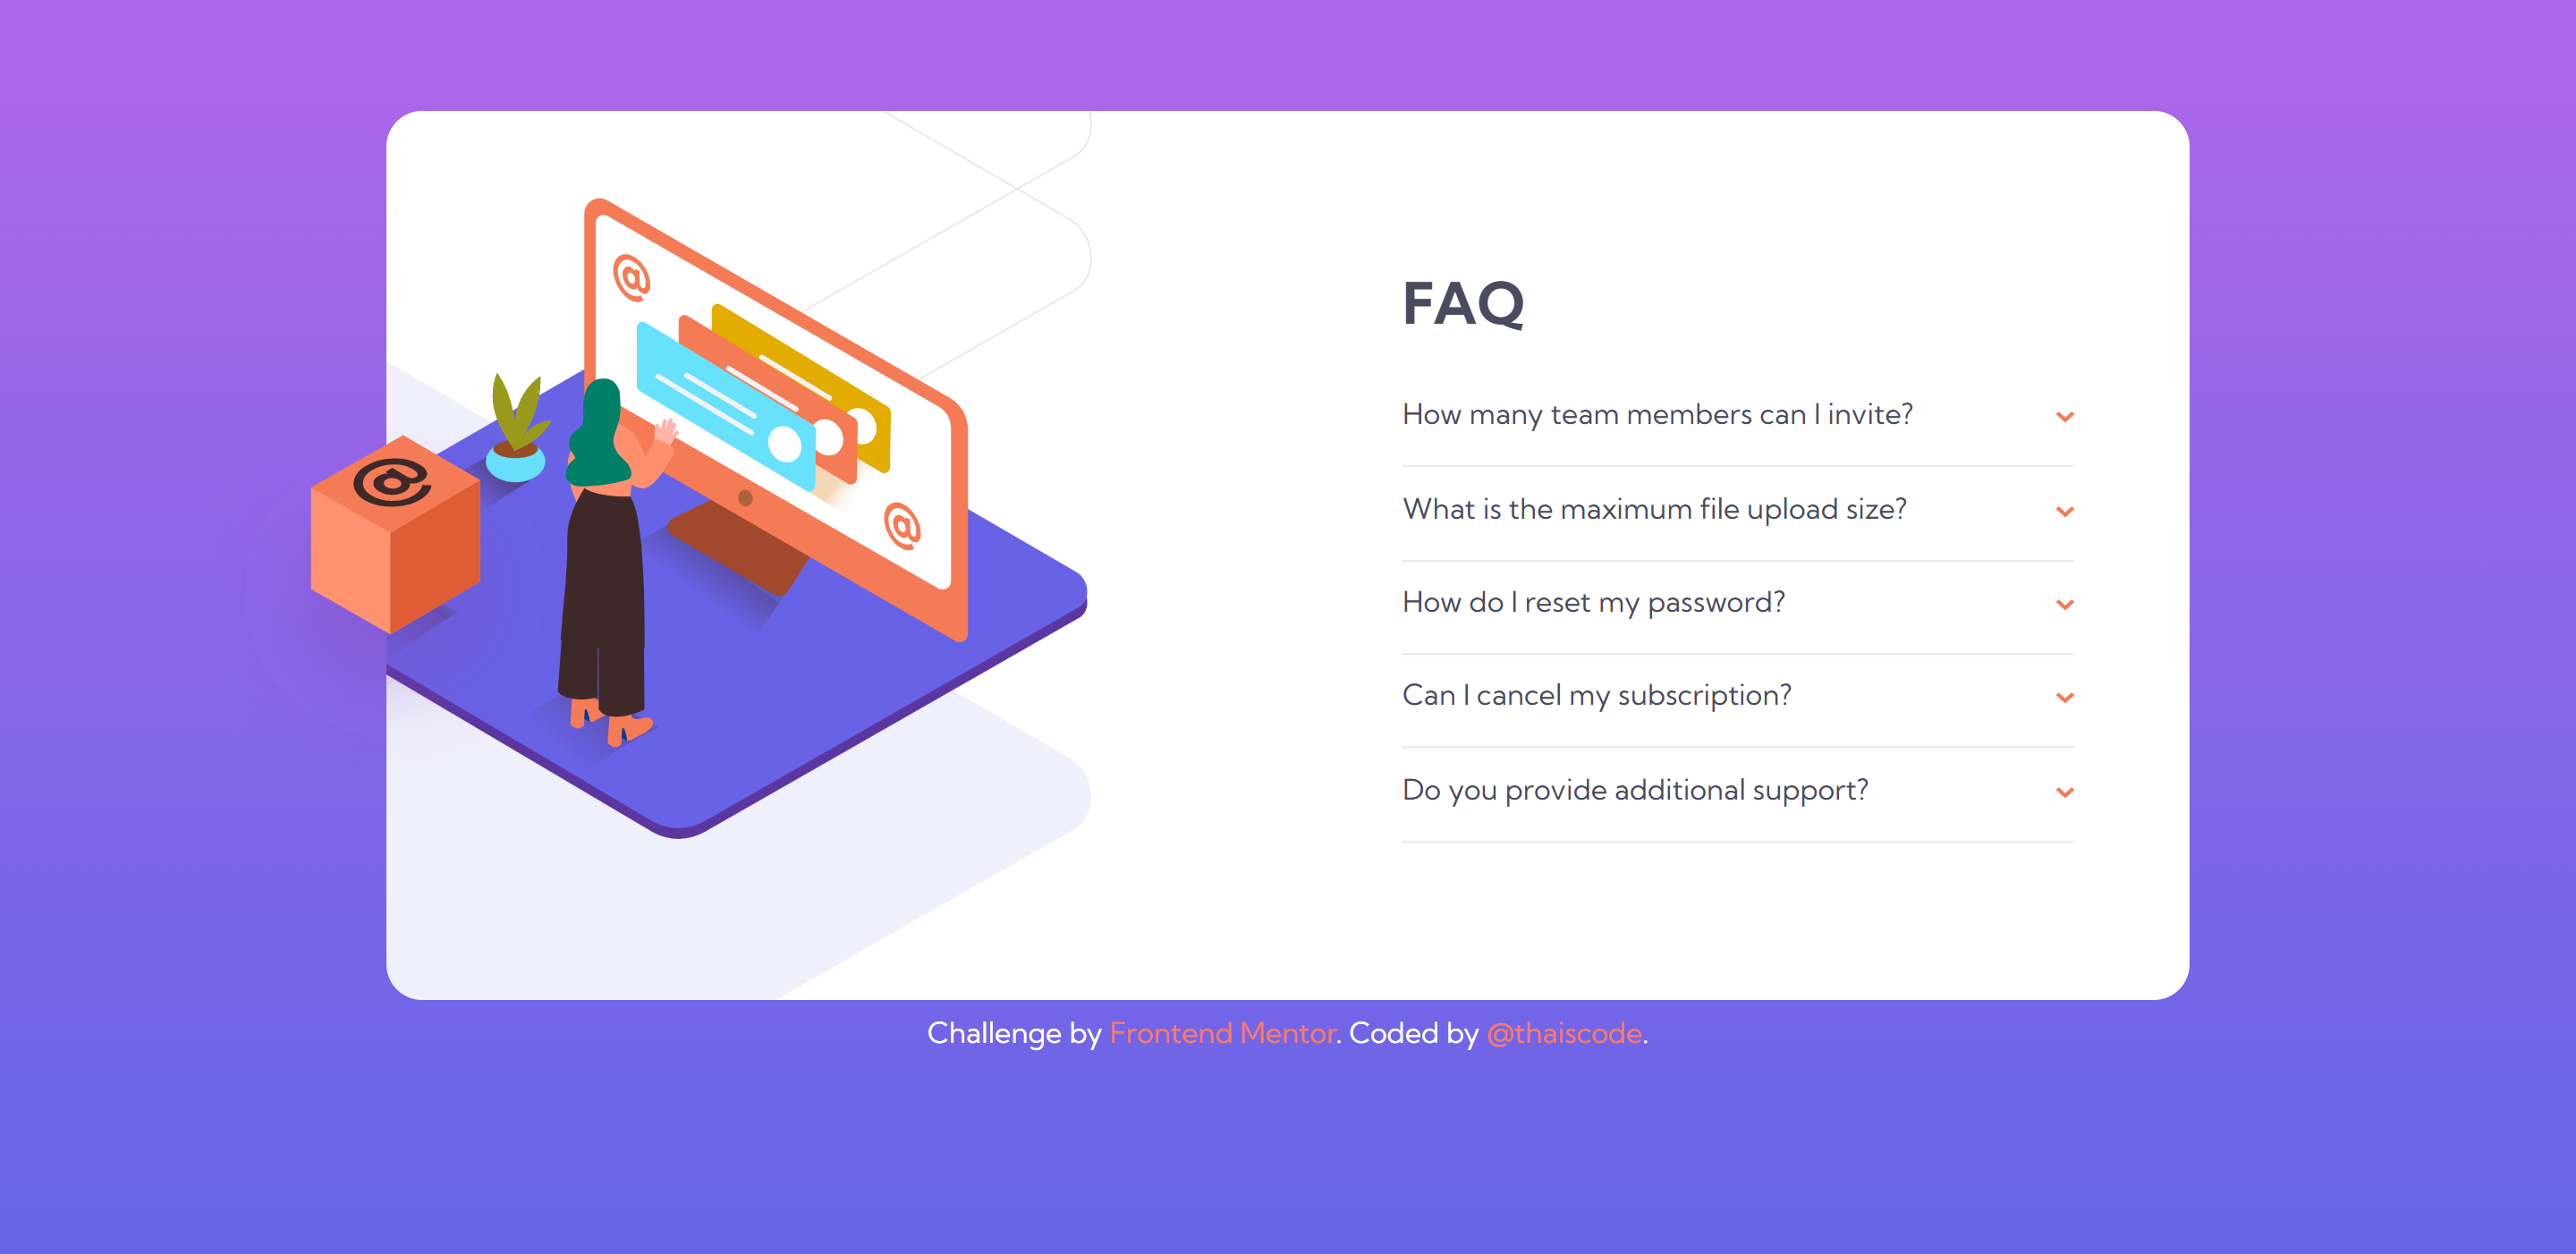 @
@
@
FAQ
How many team members can I invite?
What is the maximum file upload size?
How do I reset my password?
Can I cancel my subscription?
Do you provide additional support?
Challenge by Frontend Mentor. Coded by @thaiscode.